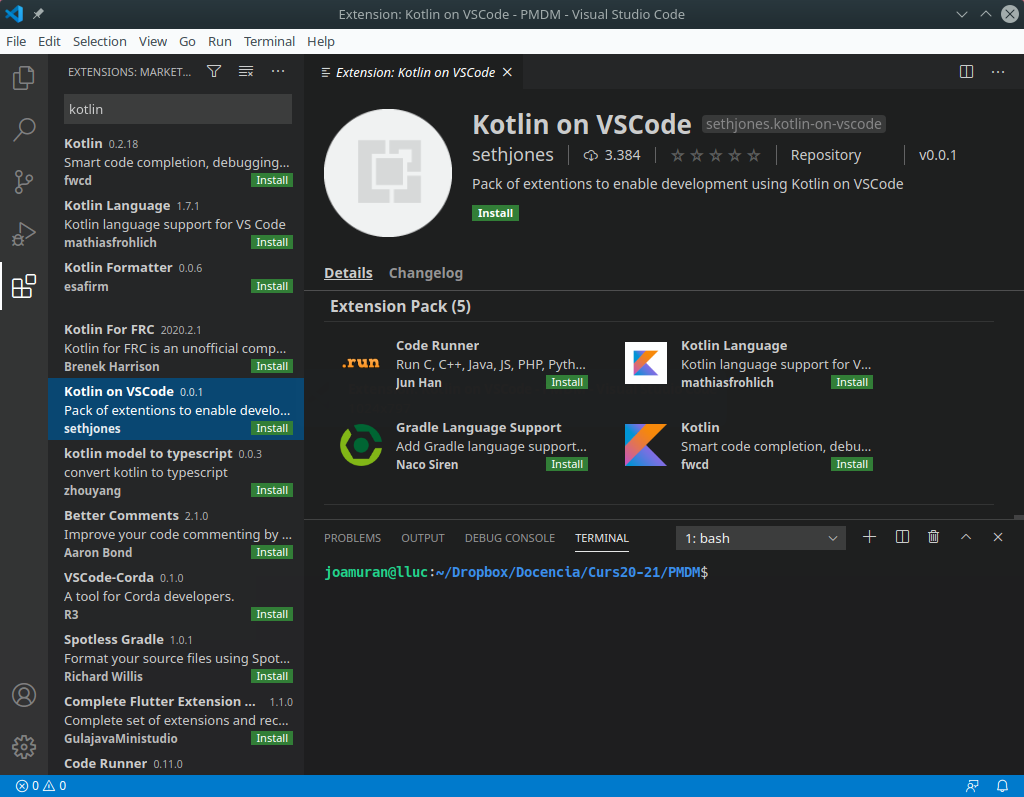 Extension: Kotlin on VSCode - PMDM - Visual Studio Code
File Edit Selection View Go Run Terminal Help
EXTENSIONS: MARKET...
kotlin
Kotlin 0.2.18
Smart code completion, debugging...
fwcd Install
Kotlin Language 1.7.1
Kotlin language support for VS Code
mathiasfrohlich Install
Kotlin Formatter 0.0.6
esafirm Install
Kotlin For FRC 2020.2.1
Kotlin for FRC is an unofficial comp...
Brenek Harrison Install
Kotlin on VSCode 0.0.1
Pack of extentions to enable develo...
sethjones Install
kotlin model to typescript 0.0.3
convert kotlin to typescript
zhouyang Install
Better Comments 2.1.0
Improve your code commenting by ...
Aaron Bond Install
VSCode-Corda 0.1.0
A tool for Corda developers.
R3 Install
Spotless Gradle 1.0.1
Format your source files using Spot...
Richard Willis Install
Complete Flutter Extension ... 1.1.0
Complete set of extensions and rec...
GulajavaMinistudio Install
Code Runner 0.11.0
Extension: Kotlin on VSCode
Kotlin on VSCode sethjones.kotlin-on-vscode
sethjones 3.384 Repository v0.0.1
Pack of extentions to enable development using Kotlin on VSCode
Install
Details Changelog
Extension Pack (5)
.run
Code Runner
Run C, C++, Java, JS, PHP, Pyth...
Jun Han Install
Kotlin Language
Kotlin language support for V...
mathiasfrohlich Install
Gradle Language Support
Add Gradle language support...
Naco Siren Install
Kotlin
Smart code completion, debu...
fwcd Install
PROBLEMS OUTPUT DEBUG CONSOLE TERMINAL 1: bash
joamuran@lluc:~/Dropbox/Docencia/Curs20-21/PMDM$
0 0